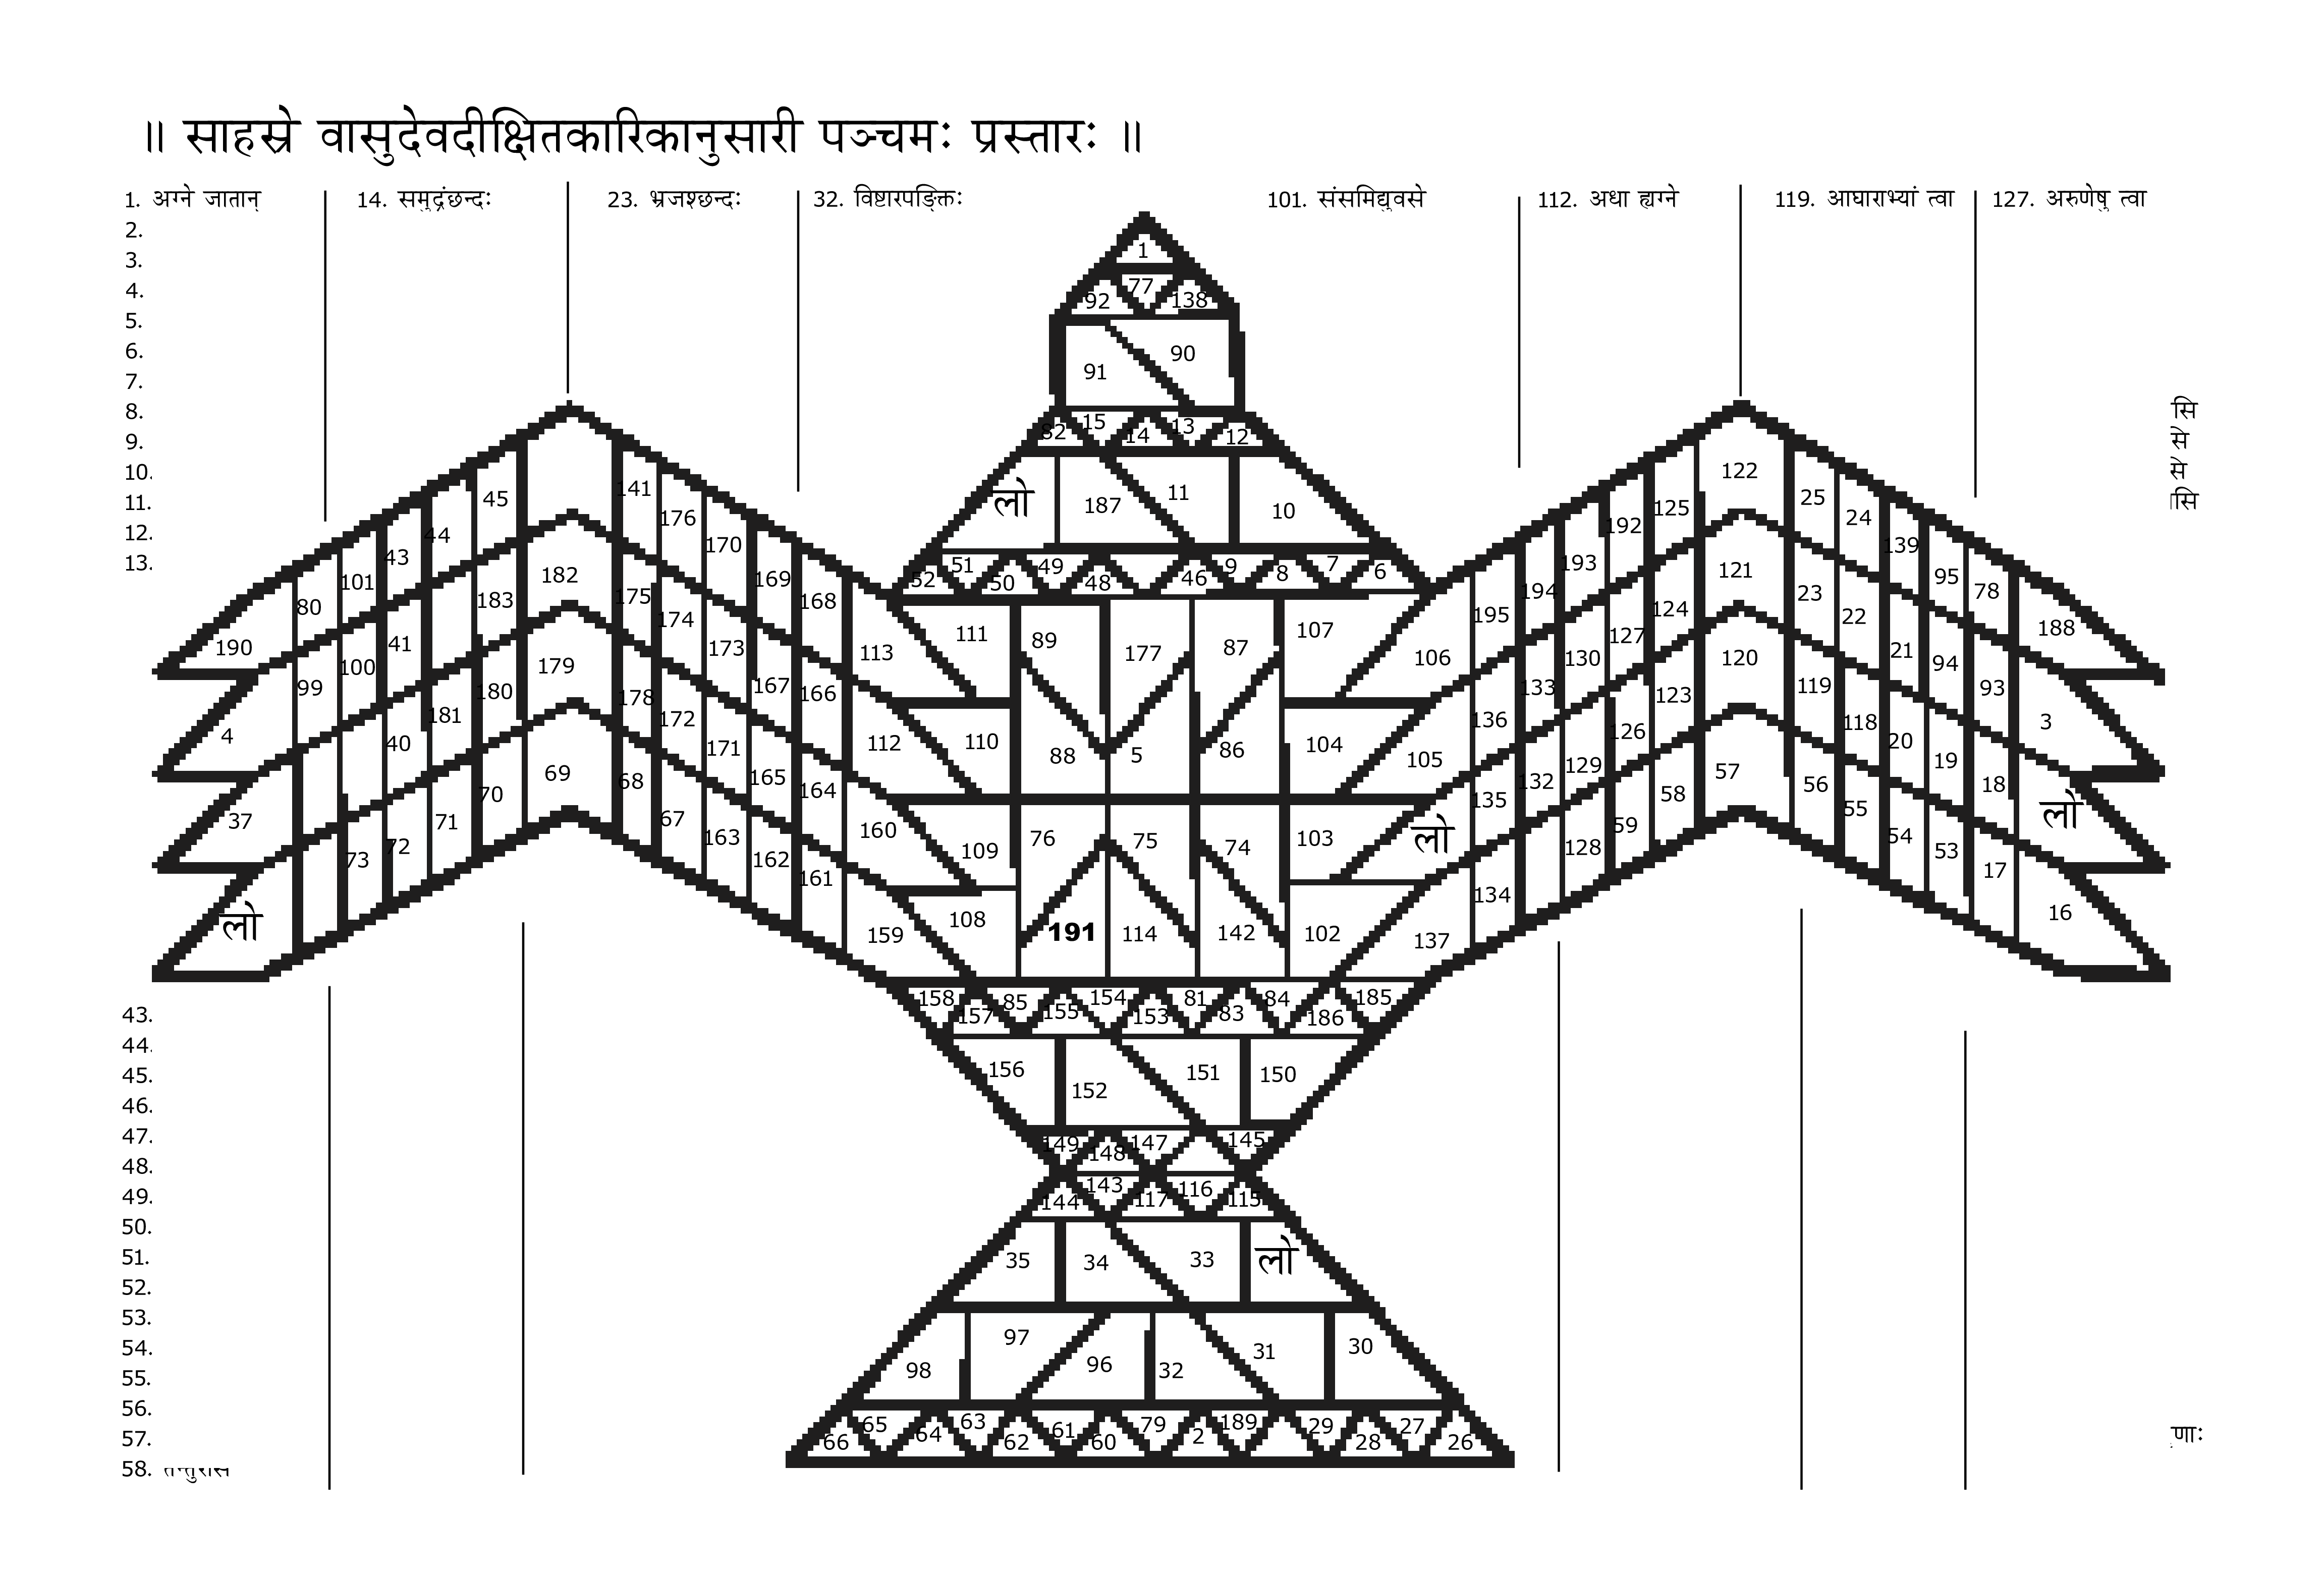 ॥ साहस्रे वासुदेवदीक्षितकारिकानुसारी पञ्चमः प्रस्तारः ॥
1. अग्ने जातान् 14. समुद्रंछन्दः 23. भ्रजश्छन्दः 32. विष्टारपङ्क्तिः 101. संसमिद्युवसे 112. अधा ह्यग्ने 119. आघाराभ्यां त्वा 127. अरुणेषु त्वा
2.
3.
4.
5.
6.
7.
8.
9.
10.
11.
12.
13.
सि
से
से
सि
1
92 77 138
91 90
82 15 14 13 12
लो 187 11 10
52 51 50 49 48 46 9 8 7 6
190 80 101 43 44 45
141 176 170 169 168 113 111 89 177 87 107 106
195 194 193 192 125 122 25 24 139 95 78 188
4 99 100 41 183 182 175 174 173 167 166 112 110 88 5 86 104 105
136 133 130 127 124 121 23 22 21 94 93 3
37 40 181 180 179 178 172 171 165 164 160 109 76 75 74 103 लो
135 132 129 126 123 120 119 118 20 19 18 लो
लो 73 72 71 70 69 68 67 163 162 161 159 108 191 114 142 102 137
134 128 59 58 57 56 55 54 53 17 16
158 157 85 155 154 153 81 83 84 186 185
156 152 151 150
149 148 147 145
144 143 117 116 115
35 34 33 लो
98 97 96 32 31 30
66 65 64 63 62 61 60 79 2 189 29 28 27 26
43.
44.
45.
46.
47.
48.
49.
50.
51.
52.
53.
54.
55.
56.
57.
58.
णाः